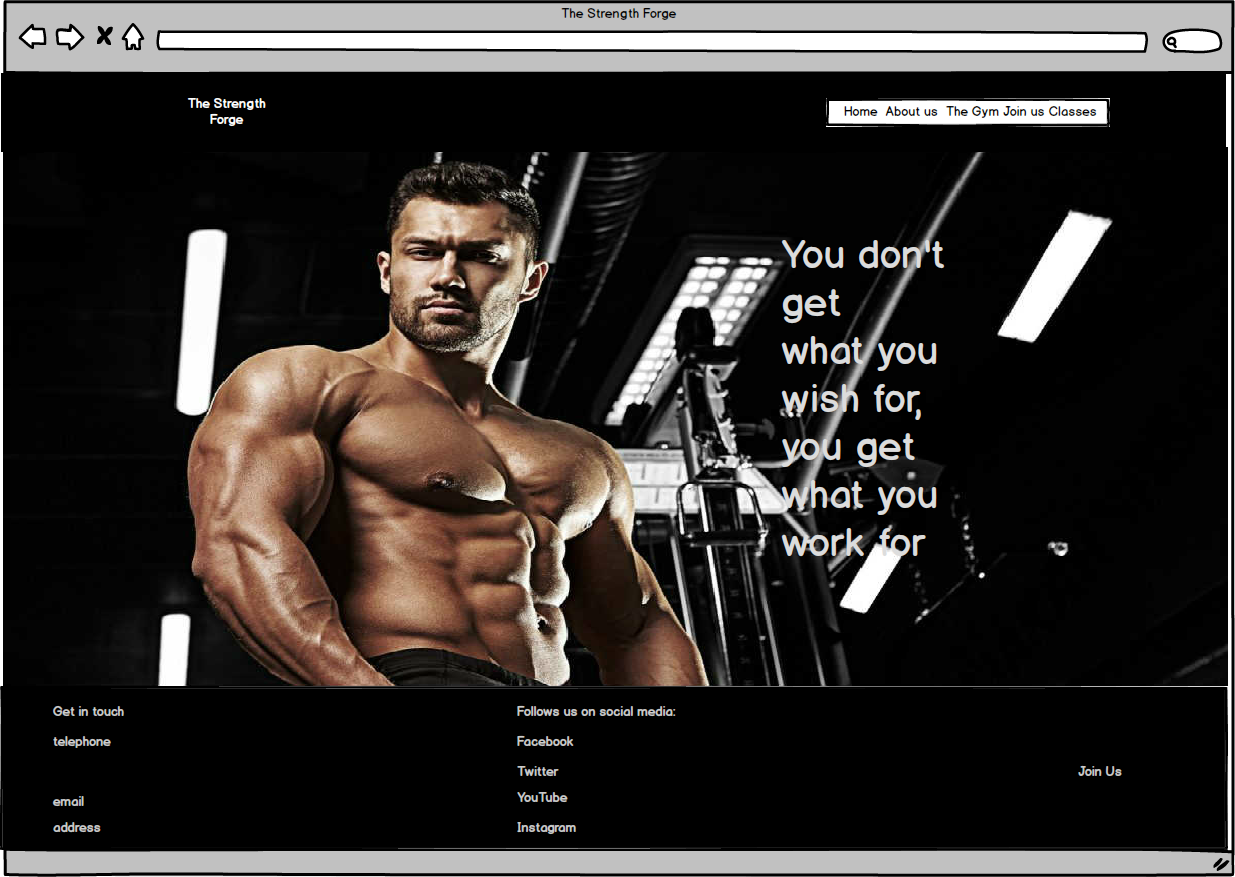 The Strength Forge
The Strength
Forge
Home About us The Gym Join us Classes
You don't
get
what you
wish for,
you get
what you
work for
Get in touch
telephone
email
address
Follows us on social media:
Facebook
Twitter
YouTube
Instagram
Join Us